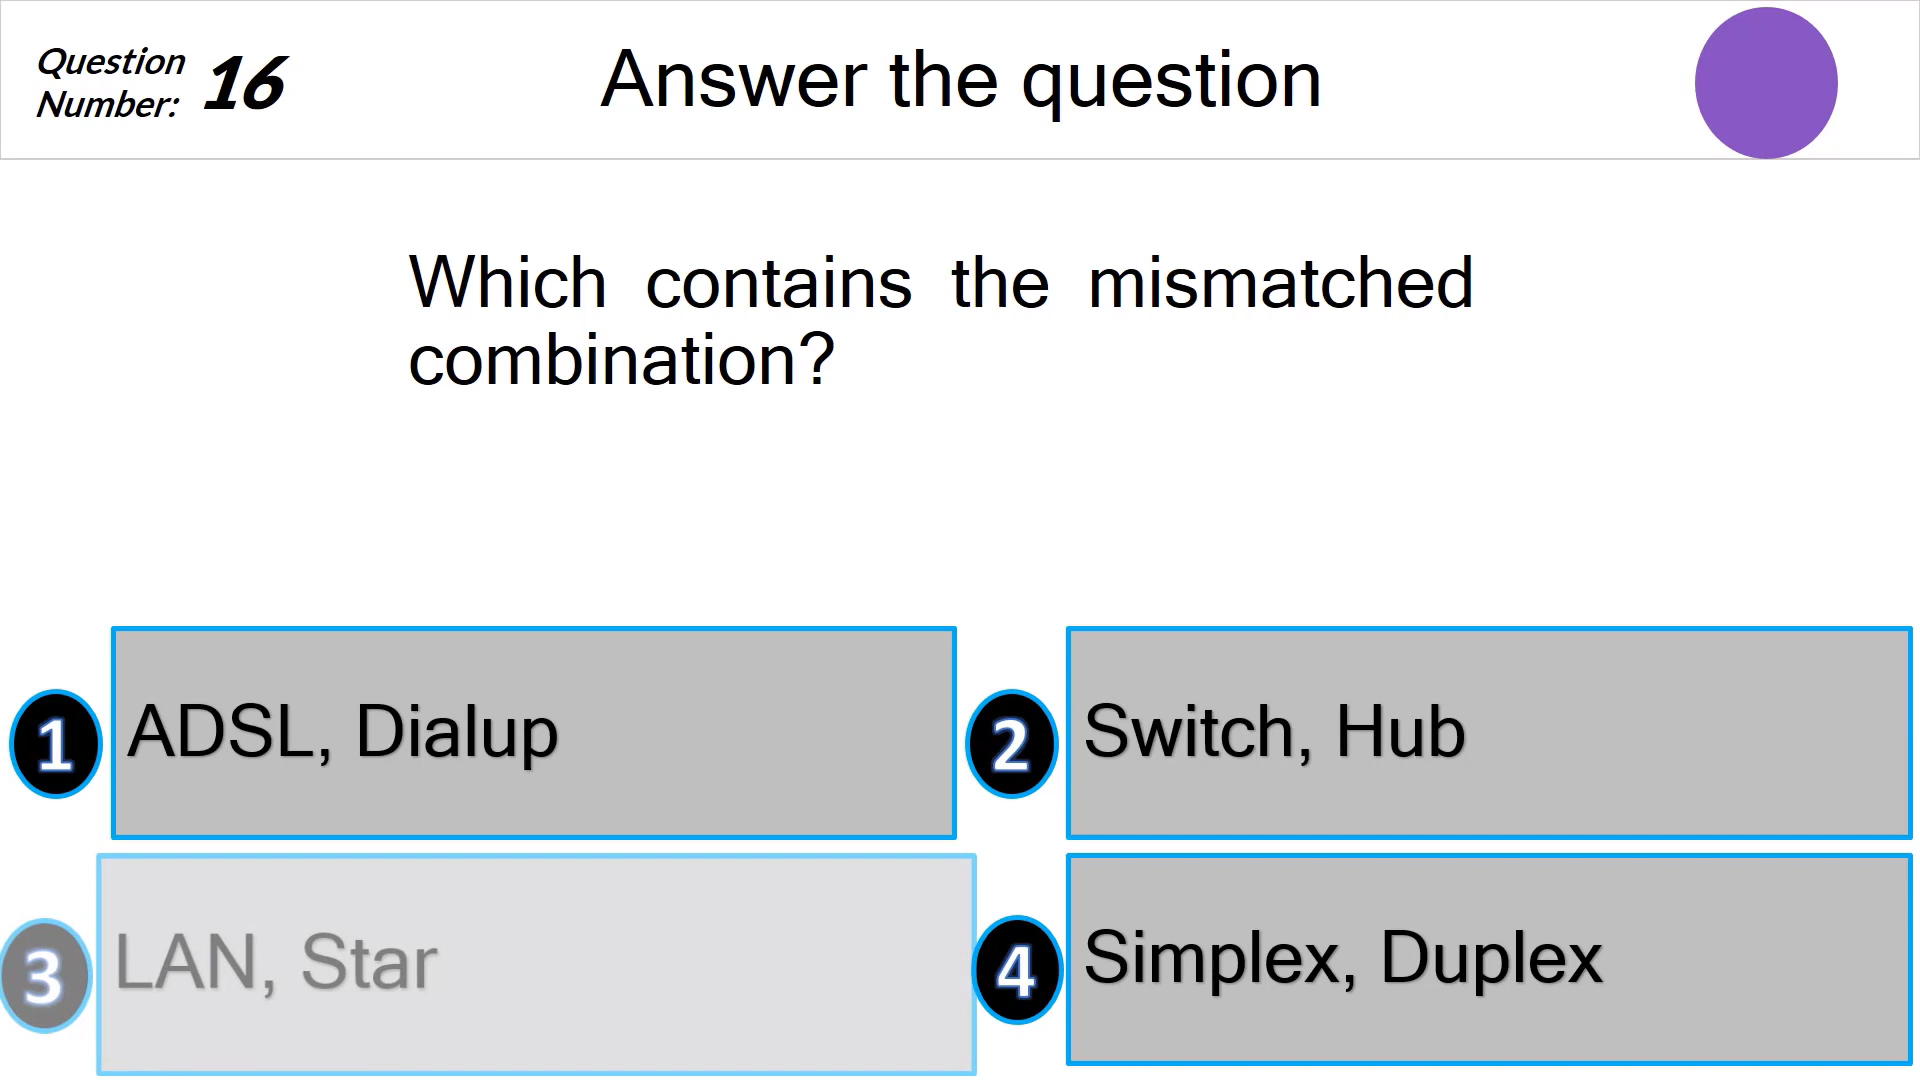 Question
Number: 16
Answer the question
Which contains the mismatched
combination?
1 ADSL, Dialup
2 Switch, Hub
3 LAN, Star
4 Simplex, Duplex